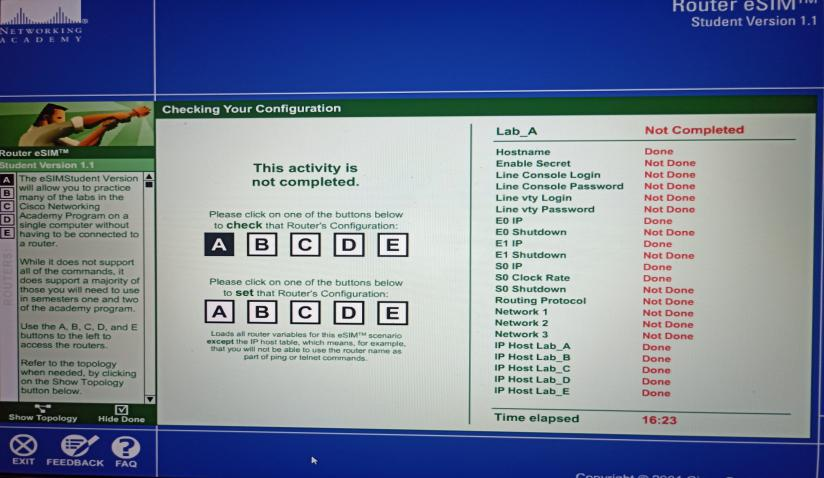 NETWORKING
ACADEMY
Router eSIM™
Student Version 1.1
Router eSIM™
Student Version 1.1
A
B
C
D
E
ROUTERS:
The eSIMStudent Version
will allow you to practice
many of the labs in the
Cisco Networking
Academy Program on a
single computer without
having to be connected to
a router.
While it does not support
all of the commands, it
does support a majority of
those you will need to use
in semesters one and two
of the academy program.
Use the A, B, C, D, and E
buttons to the left to
access the routers.
Refer to the topology
when needed, by clicking
on the Show Topology
button below.
Show Topology
Hide Done
EXIT FEEDBACK FAQ
Checking Your Configuration
This activity is
not completed.
Please click on one of the buttons below
to check that Router's Configuration:
A B C D E
Please click on one of the buttons below
to set that Router's Configuration:
A B C D E
Loads all router variables for this eSIM™ scenario
except the IP host table, which means, for example,
that you will not be able to use the router name as
part of ping or telnet commands.
Lab_A Not Completed
Hostname Done
Enable Secret Not Done
Line Console Login Not Done
Line Console Password Not Done
Line vty Login Not Done
Line vty Password Not Done
E0 IP Done
E0 Shutdown Not Done
E1 IP Done
E1 Shutdown Not Done
S0 IP Done
S0 Clock Rate Done
S0 Shutdown Not Done
Routing Protocol Not Done
Network 1 Not Done
Network 2 Not Done
Network 3 Not Done
IP Host Lab_A Done
IP Host Lab_B Done
IP Host Lab_C Done
IP Host Lab_D Done
IP Host Lab_E Done
Time elapsed 16:23